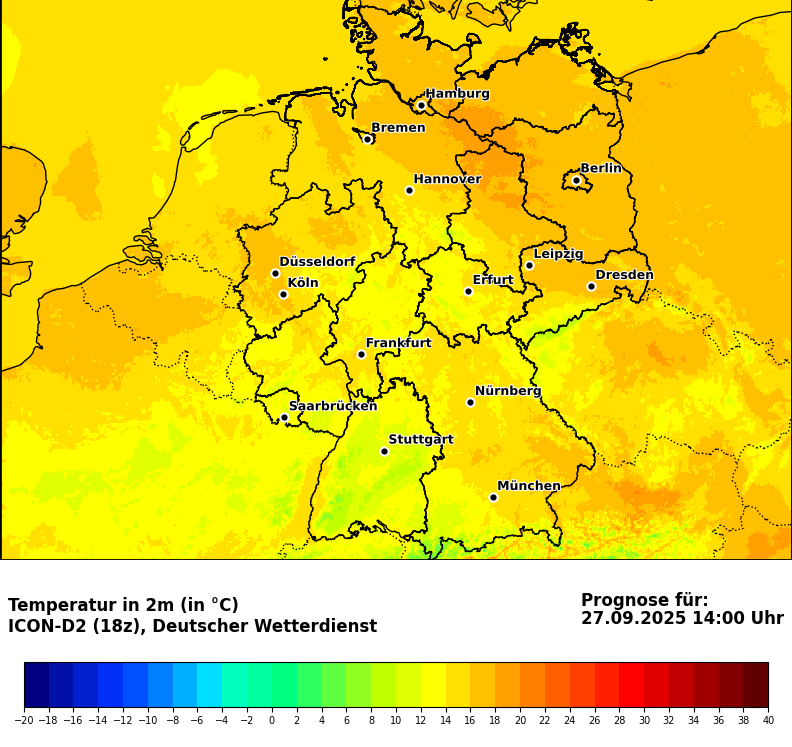 Hamburg
Bremen
Berlin
Hannover
Leipzig
Düsseldorf
Dresden
Köln
Erfurt
Frankfurt
Nürnberg
Saarbrücken
Stuttgart
München
Temperatur in 2m (in °C)
ICON-D2 (18z), Deutscher Wetterdienst
Prognose für:
27.09.2025 14:00 Uhr
−20 −18 −16 −14 −12 −10 −8 −6 −4 −2 0 2 4 6 8 10 12 14 16 18 20 22 24 26 28 30 32 34 36 38 40